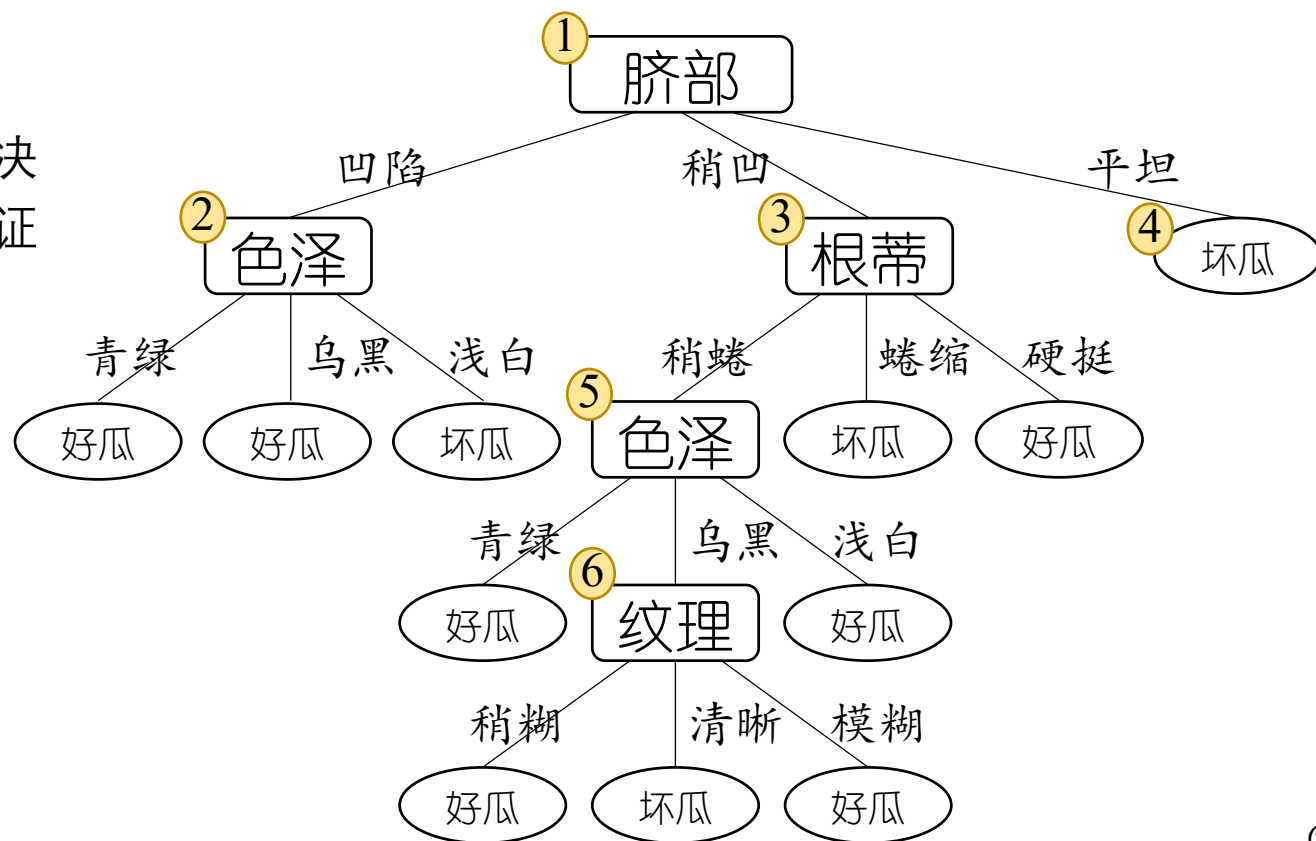 1
脐部
决
证
凹陷 稍凹 平坦
2 3 4
色泽 根蒂 坏瓜
青绿 乌黑 浅白 稍蜷 蜷缩 硬挺
5
好瓜 好瓜 坏瓜 色泽 坏瓜 好瓜
青绿 乌黑 浅白
6
好瓜 纹理 好瓜
稍糊 清晰 模糊
好瓜 坏瓜 好瓜